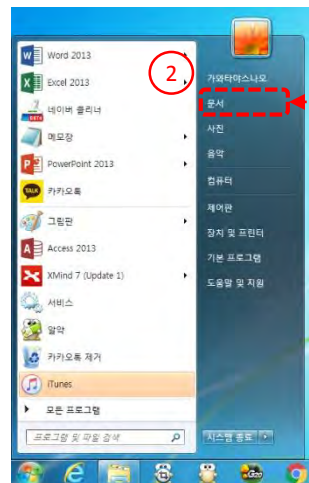 Word 2013
Excel 2013
네이버 클리너
메모장
PowerPoint 2013
카카오톡
그림판
Access 2013
XMind 7 (Update 1)
서비스
알약
카카오톡 제거
iTunes
모든 프로그램
프로그램 및 파일 검색
2
가와타야스나오
문서
사진
음악
컴퓨터
제어판
장치 및 프린터
기본 프로그램
도움말 및 지원
시스템 종료
TALK
BETA